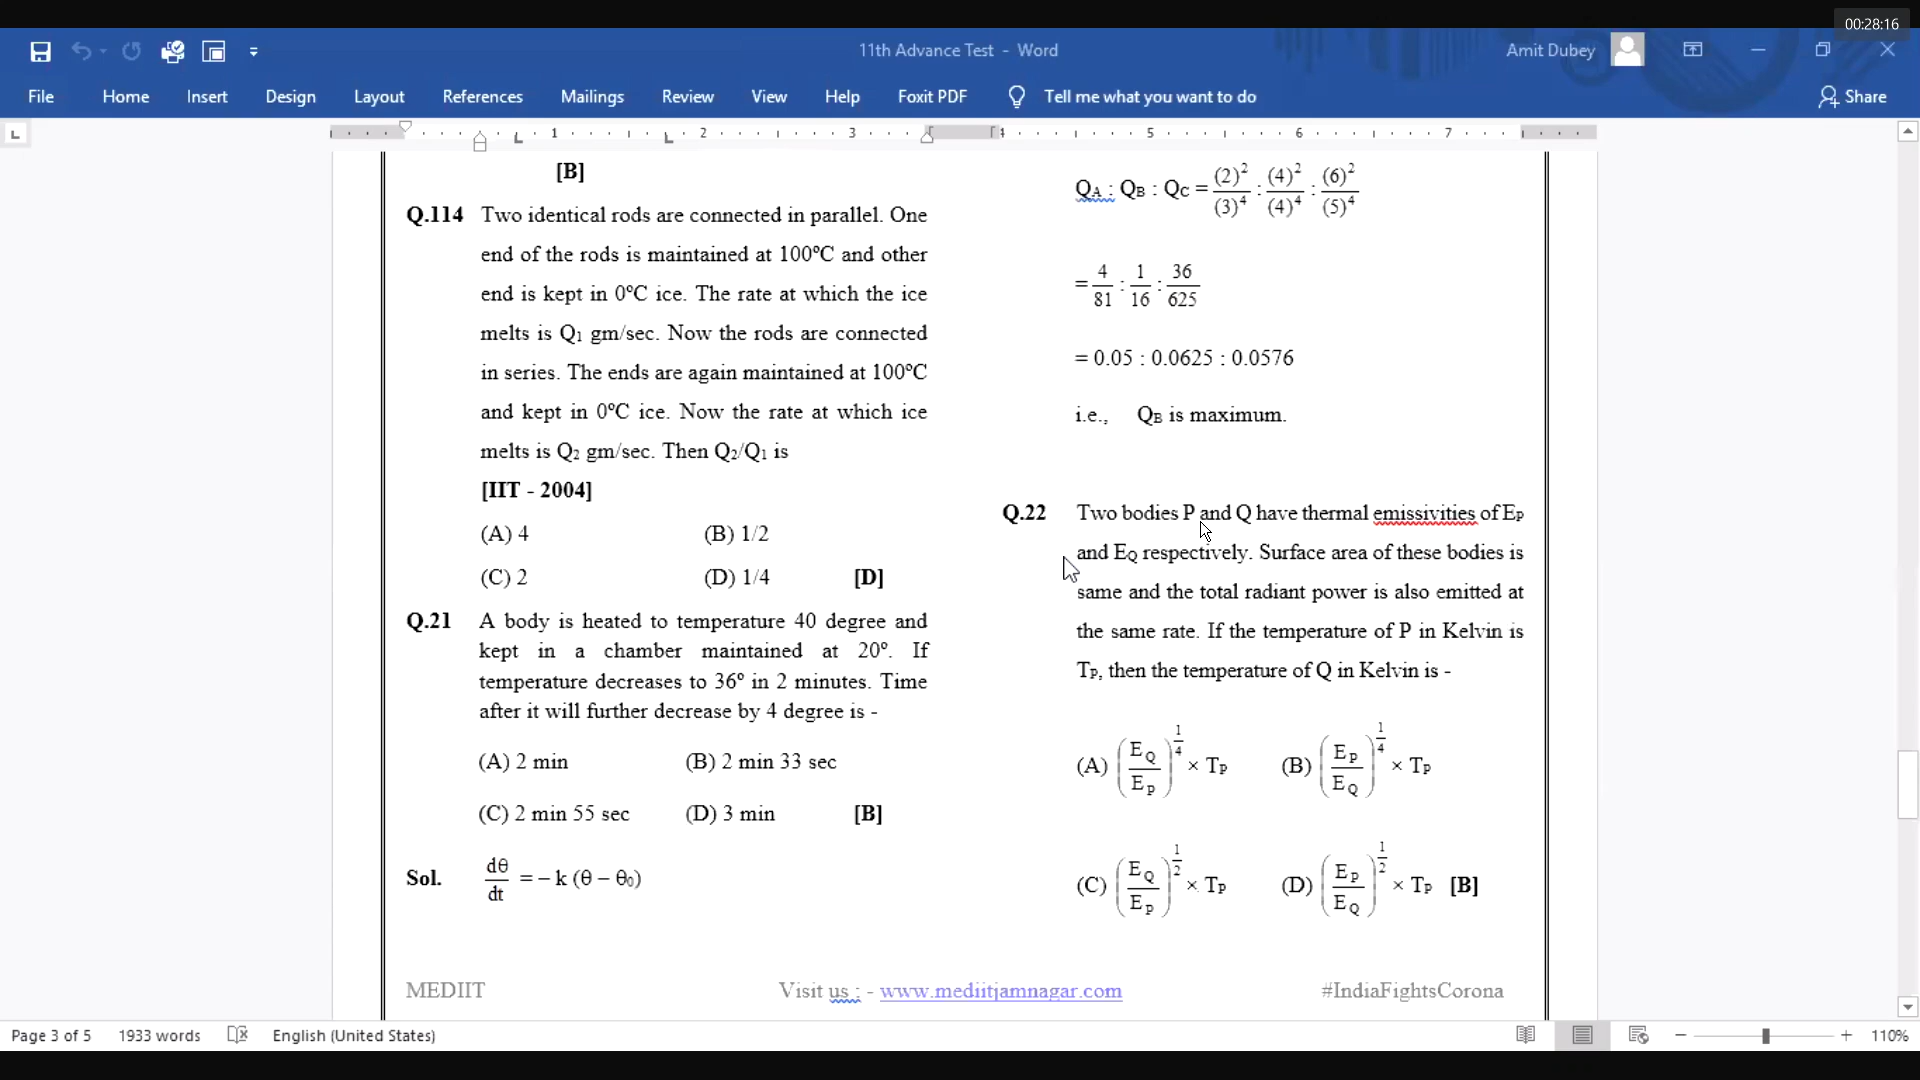 00:28:16
11th Advance Test - Word
Amit Dubey
File Home Insert Design Layout References Mailings Review View Help Foxit PDF Tell me what you want to do Share
1 2 3 4 5 6 7
[B]
Q.114 Two identical rods are connected in parallel. One
end of the rods is maintained at 100ºC and other
end is kept in 0ºC ice. The rate at which the ice
melts is Q₁ gm/sec. Now the rods are connected
in series. The ends are again maintained at 100ºC
and kept in 0ºC ice. Now the rate at which ice
melts is Q₂ gm/sec. Then Q₂/Q₁ is
[IIT - 2004]
(A) 4 (B) 1/2
(C) 2 (D) 1/4 [D]
Q.21 A body is heated to temperature 40 degree and
kept in a chamber maintained at 20º. If
temperature decreases to 36º in 2 minutes. Time
after it will further decrease by 4 degree is -
(A) 2 min (B) 2 min 33 sec
(C) 2 min 55 sec (D) 3 min [B]
Sol. dθ/dt = – k (θ – θ₀)
Q_A : Q_B : Q_C = (2)²/(3)⁴ : (4)²/(4)⁴ : (6)²/(5)⁴
= 4/81 : 1/16 : 36/625
= 0.05 : 0.0625 : 0.0576
i.e., Q_B is maximum.
Q.22 Two bodies P and Q have thermal emissivities of E_P
and E_Q respectively. Surface area of these bodies is
same and the total radiant power is also emitted at
the same rate. If the temperature of P in Kelvin is
T_P, then the temperature of Q in Kelvin is -
(A) (E_Q/E_P)^(1/4) × T_P (B) (E_P/E_Q)^(1/4) × T_P
(C) (E_Q/E_P)^(1/2) × T_P (D) (E_P/E_Q)^(1/2) × T_P [B]
MEDIIT Visit us : - www.mediitjamnagar.com #IndiaFightsCorona
Page 3 of 5 1933 words English (United States) 110%